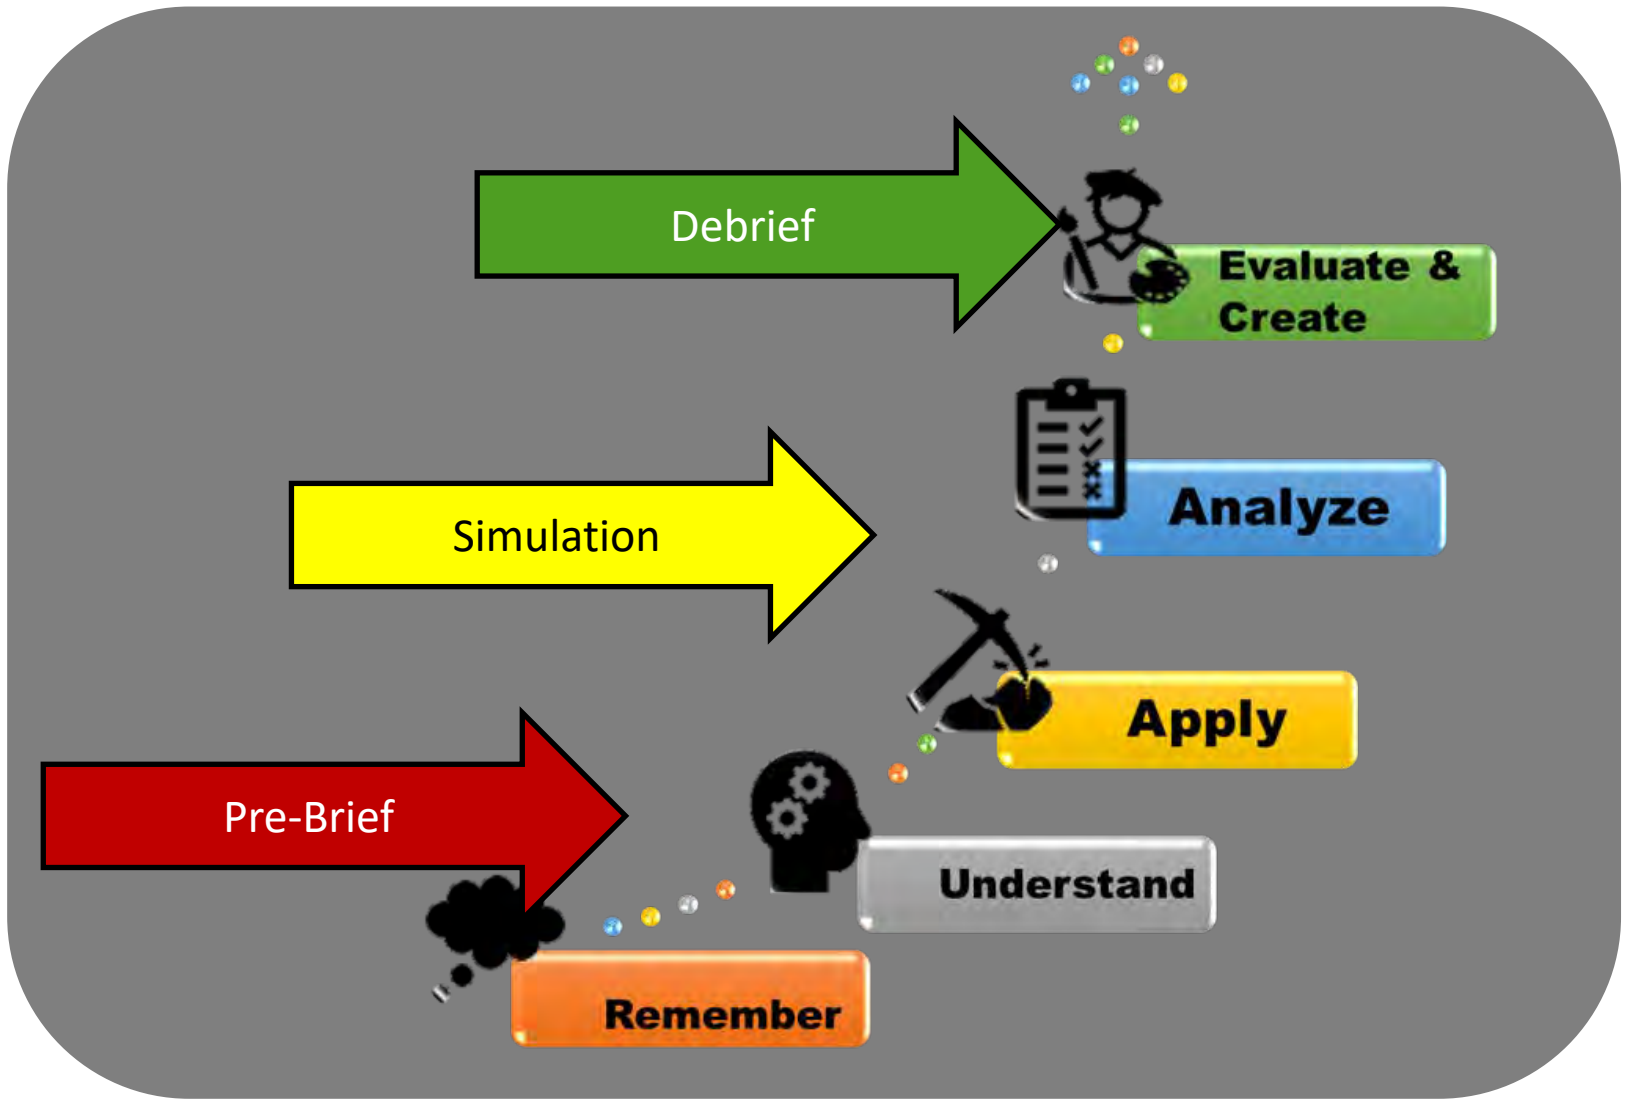 Debrief
Evaluate &
Create
Simulation
Analyze
Apply
Pre-Brief
Understand
Remember